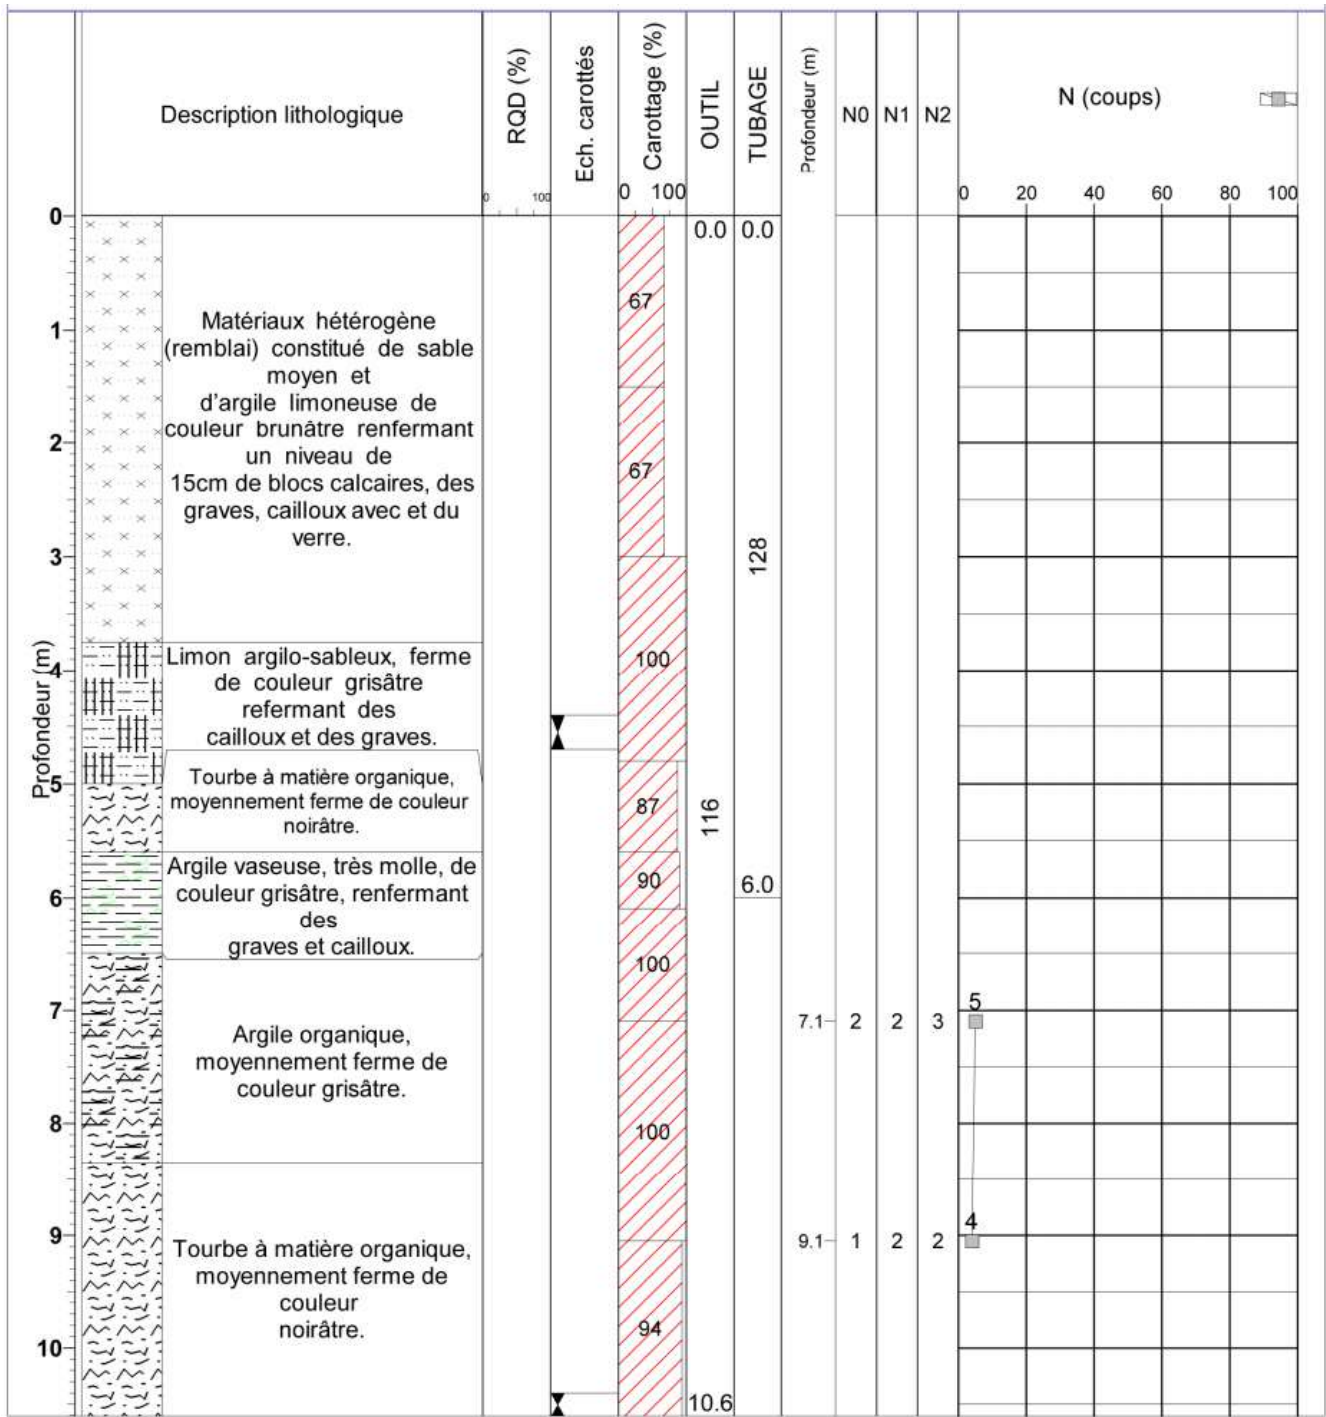 Description lithologique
RQD (%)
0 100
Ech. carottés
Carottage (%)
0 100
OUTIL
TUBAGE
Profondeur (m)
N0
N1
N2
N (coups)
0 20 40 60 80 100
Profondeur (m)
0
1
2
3
4
5
6
7
8
9
10
Matériaux hétérogène
(remblai) constitué de sable
moyen et
d'argile limoneuse de
couleur brunâtre renfermant
un niveau de
15cm de blocs calcaires, des
graves, cailloux avec et du
verre.
Limon argilo-sableux, ferme
de couleur grisâtre
refermant des
cailloux et des graves.
Tourbe à matière organique,
moyennement ferme de couleur
noirâtre.
Argile vaseuse, très molle, de
couleur grisâtre, renfermant
des
graves et cailloux.
Argile organique,
moyennement ferme de
couleur grisâtre.
Tourbe à matière organique,
moyennement ferme de
couleur
noirâtre.
67
67
100
87
90
100
100
94
0.0
116
10.6
0.0
128
6.0
7.1 2 2 3
5
9.1 1 2 2
4